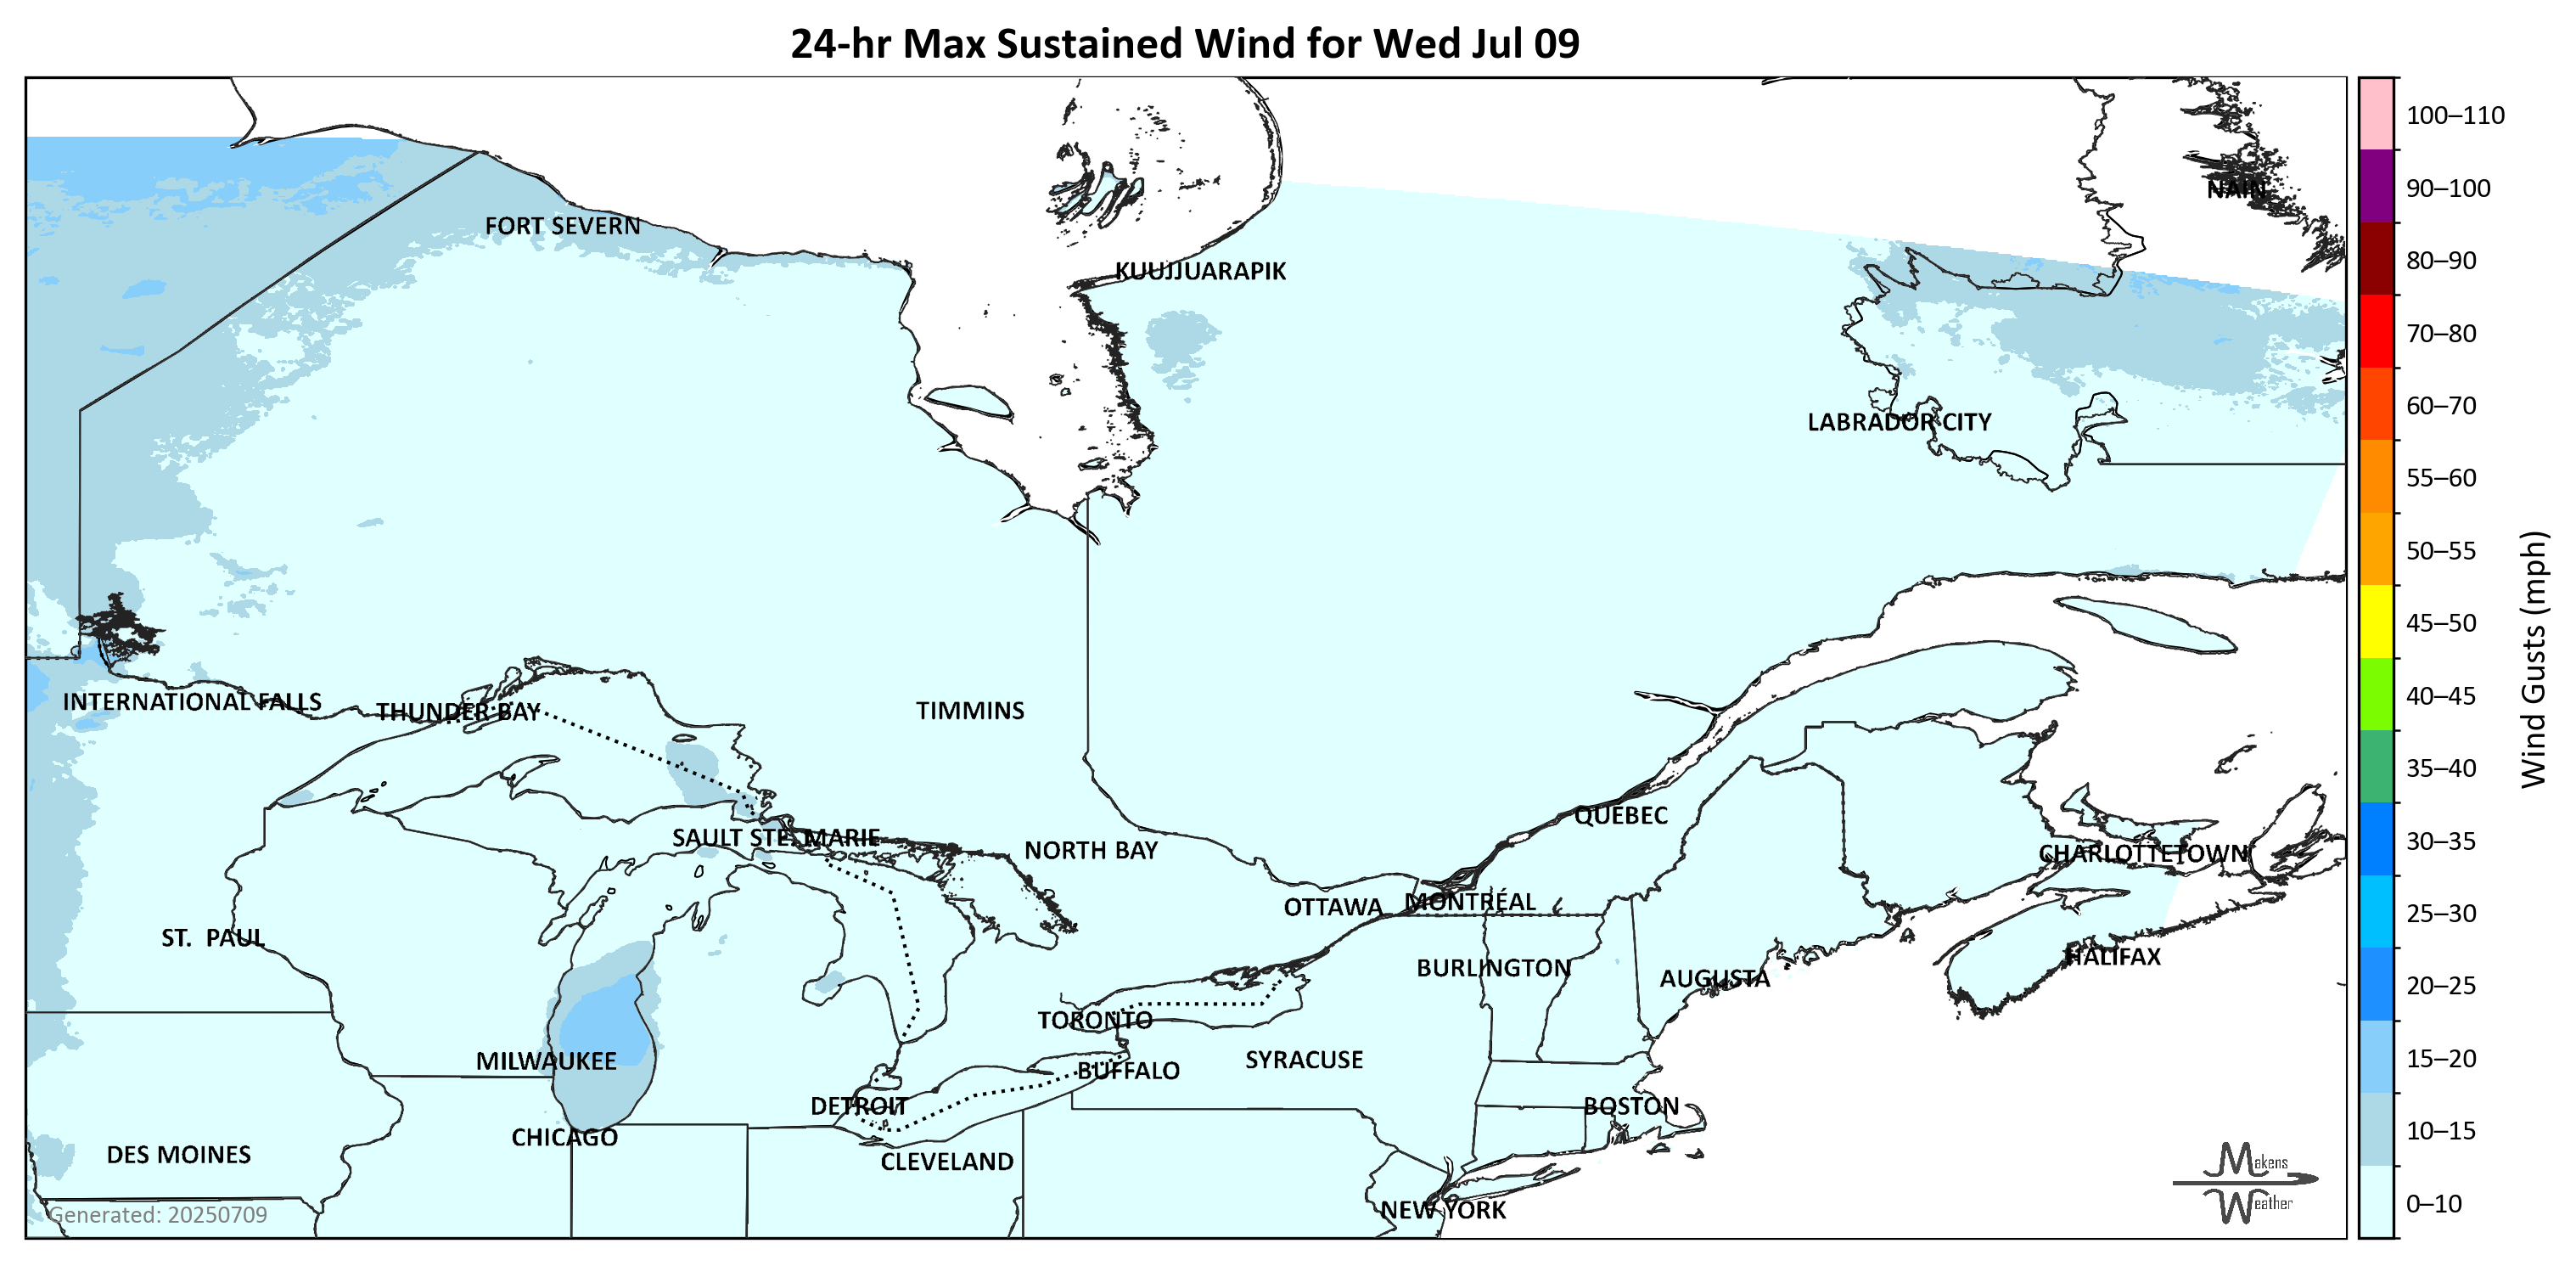 24-hr Max Sustained Wind for Wed Jul 09
100–110
90–100
NAIN
FORT SEVERN
80–90
KUUJJUARAPIK
70–80
60–70
LABRADOR CITY
55–60
50–55
45–50
Wind Gusts (mph)
INTERNATIONAL FALLS
THUNDER BAY
TIMMINS
40–45
35–40
QUEBEC
SAULT STE. MARIE
NORTH BAY
CHARLOTTETOWN
30–35
OTTAWA
MONTRÉAL
25–30
ST. PAUL
BURLINGTON
AUGUSTA
HALIFAX
20–25
TORONTO
MILWAUKEE
BUFFALO
SYRACUSE
15–20
DETROIT
BOSTON
CHICAGO
10–15
DES MOINES
CLEVELAND
Makens
Weather
NEW YORK
0–10
Generated: 20250709